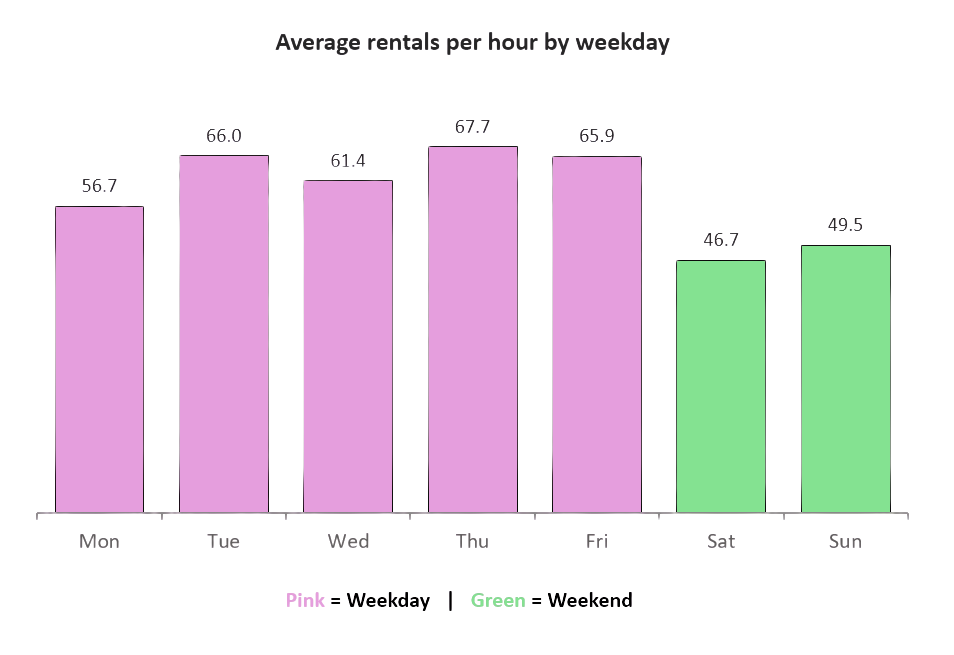 Average rentals per hour by weekday
56.7
66.0
61.4
67.7
65.9
46.7
49.5
Mon Tue Wed Thu Fri Sat Sun
Pink = Weekday | Green = Weekend